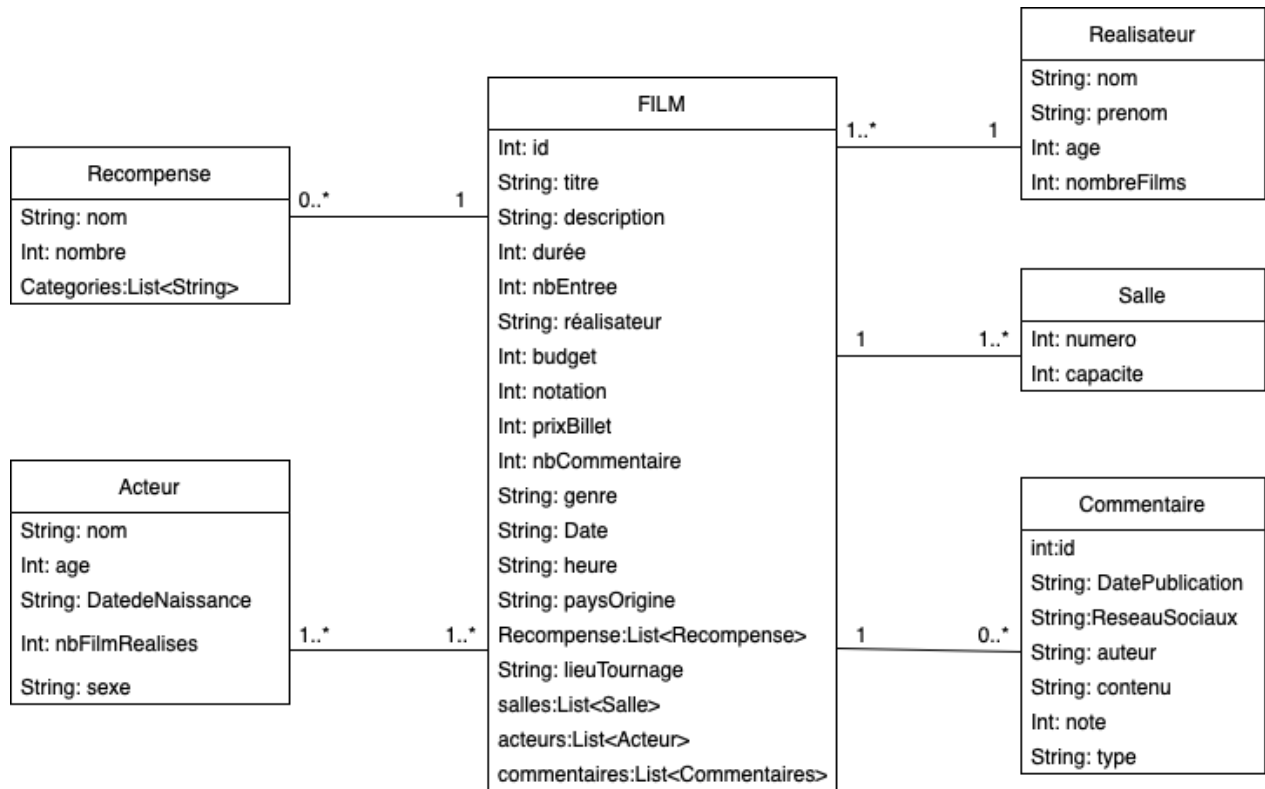 Recompense
String: nom
Int: nombre
Categories:List<String>
0..*
1
Acteur
String: nom
Int: age
String: DatedeNaissance
Int: nbFilmRealises
String: sexe
1..*
1..*
FILM
Int: id
String: titre
String: description
Int: durée
Int: nbEntree
String: réalisateur
Int: budget
Int: notation
Int: prixBillet
Int: nbCommentaire
String: genre
String: Date
String: heure
String: paysOrigine
Recompense:List<Recompense>
String: lieuTournage
salles:List<Salle>
acteurs:List<Acteur>
commentaires:List<Commentaires>
1..*
1
Realisateur
String: nom
String: prenom
Int: age
Int: nombreFilms
1
1..*
Salle
Int: numero
Int: capacite
1
0..*
Commentaire
int:id
String: DatePublication
String:ReseauSociaux
String: auteur
String: contenu
Int: note
String: type